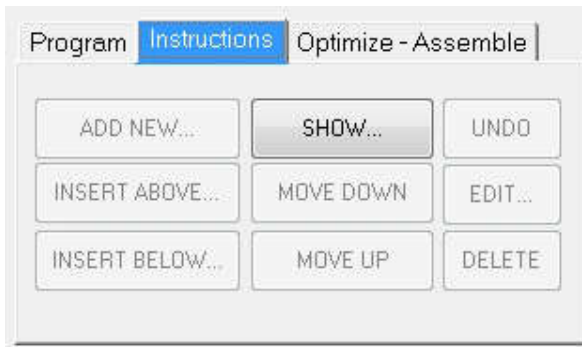 Program Instructions Optimize - Assemble
ADD NEW... SHOW... UNDO
INSERT ABOVE... MOVE DOWN EDIT...
INSERT BELOW... MOVE UP DELETE